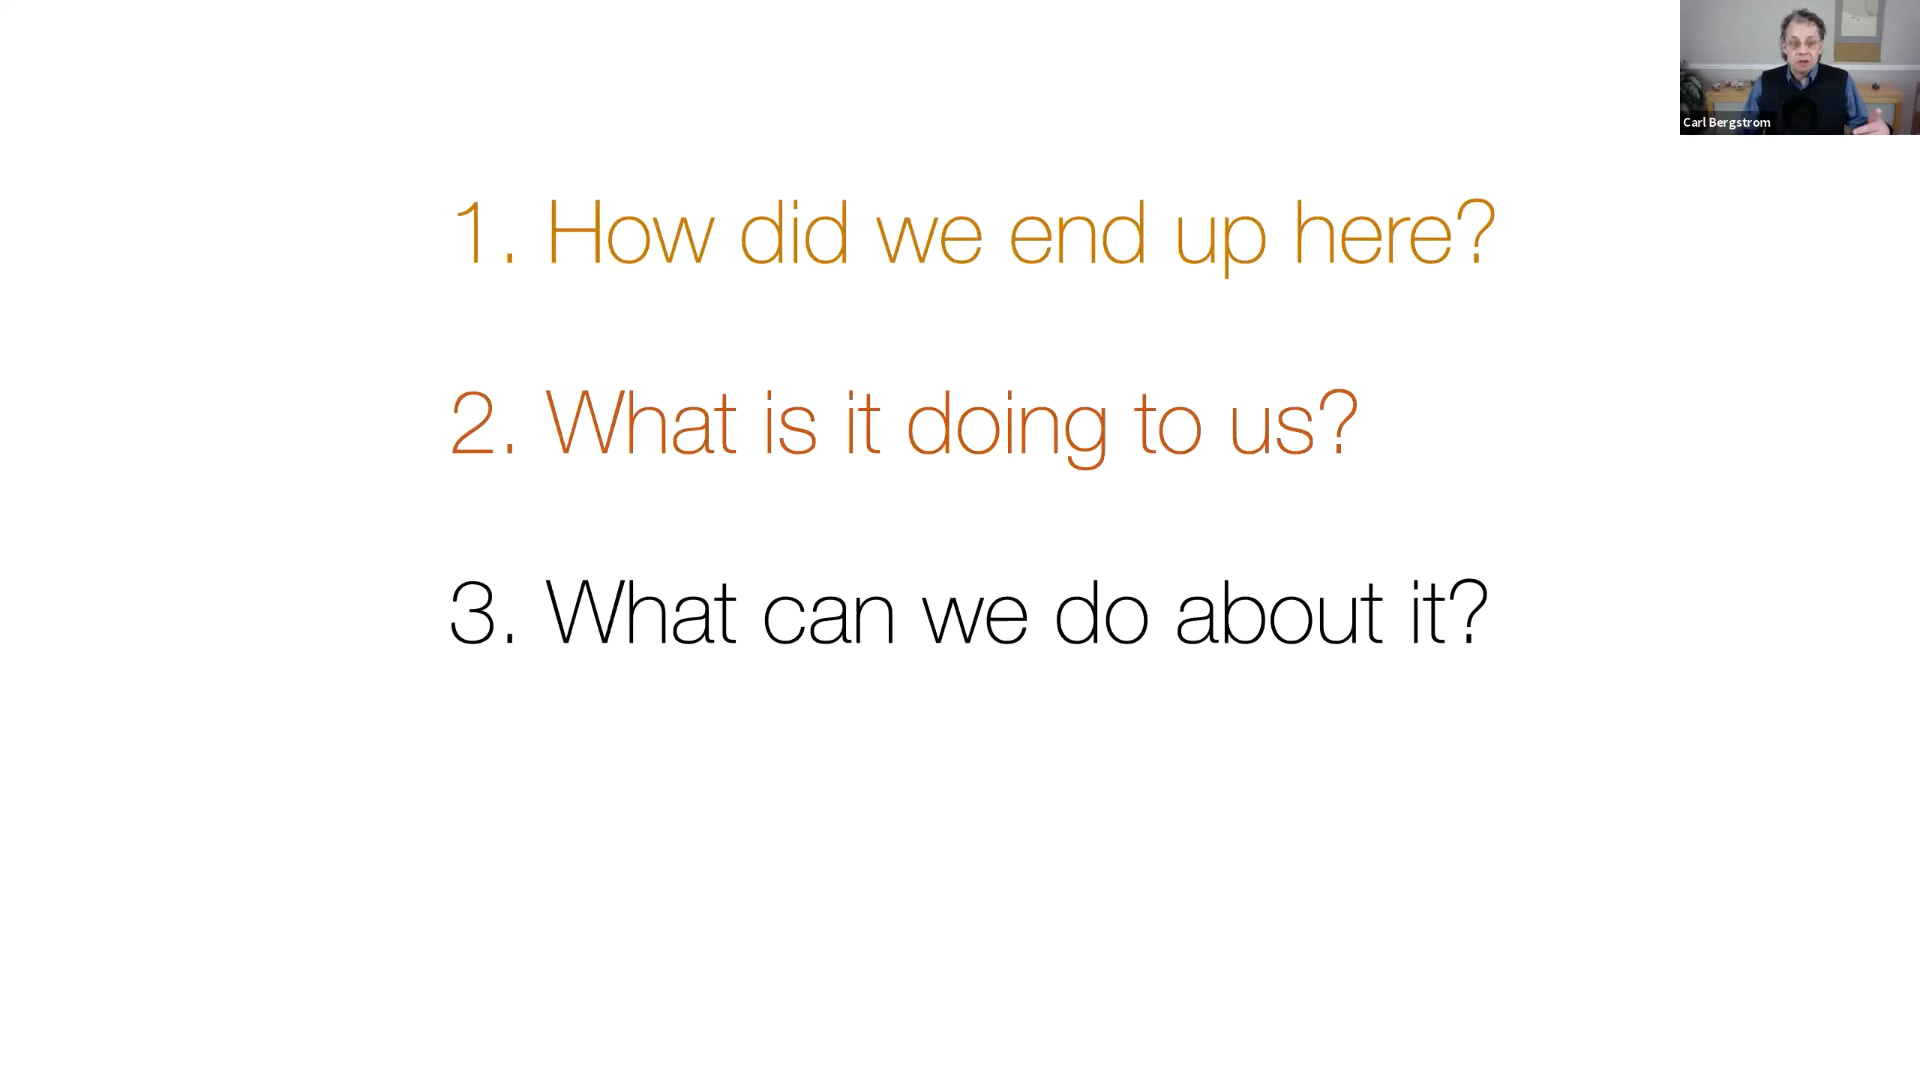 Carl Bergstrom
1. How did we end up here?
2. What is it doing to us?
3. What can we do about it?